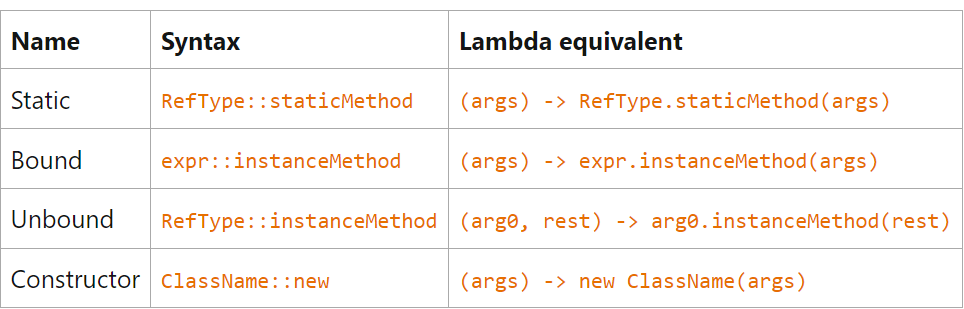 Name Syntax Lambda equivalent
Static RefType::staticMethod (args) -> RefType.staticMethod(args)
Bound expr::instanceMethod (args) -> expr.instanceMethod(args)
Unbound RefType::instanceMethod (arg0, rest) -> arg0.instanceMethod(rest)
Constructor ClassName::new (args) -> new ClassName(args)